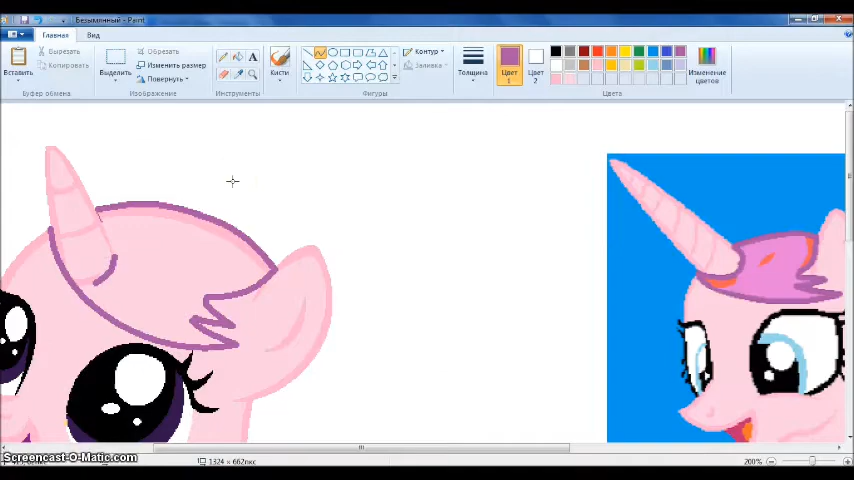 Безымянный - Paint
Главная Вид
Вырезать
Копировать
Вставить
Буфер обмена
Выделить
Обрезать
Изменить размер
Повернуть
Изображение
Инструменты
Кисти
Фигуры
Контур
Заливка
Толщина
Цвет 1
Цвет 2
Изменение цветов
Цвета
Screencast-O-Matic.com
1324 × 662пкс
200%